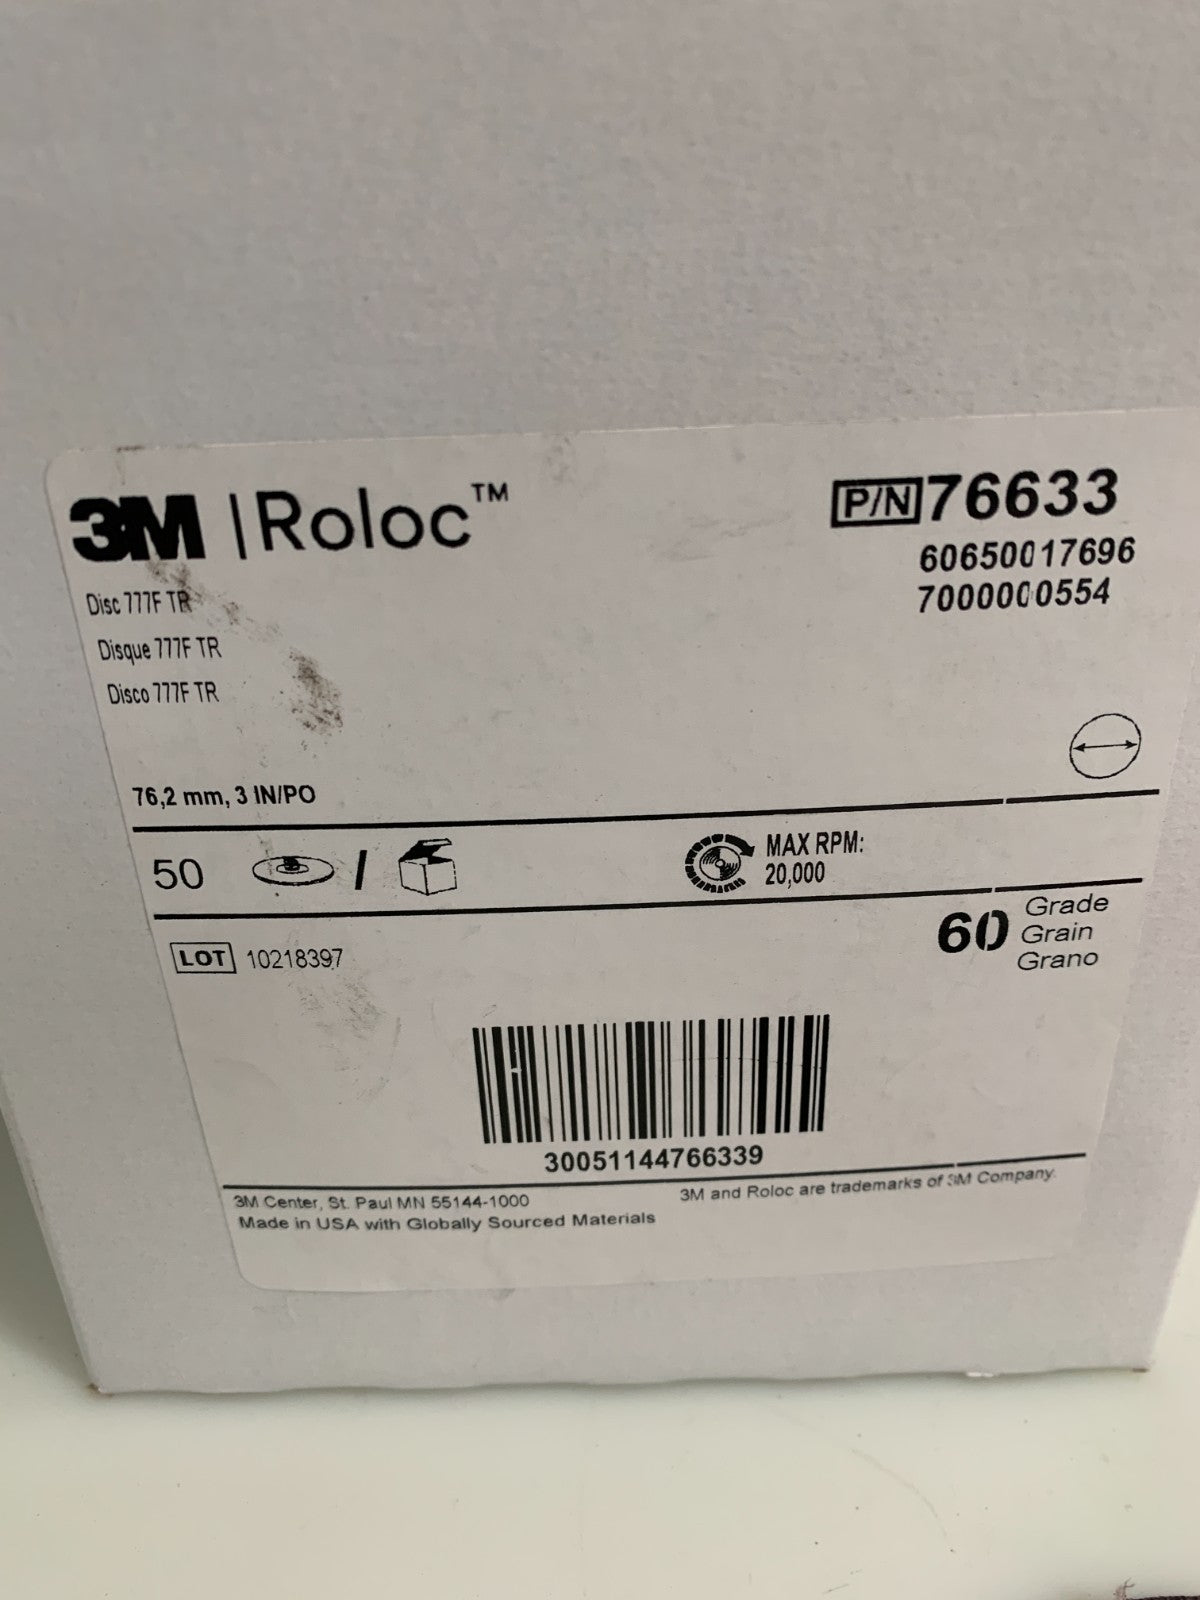 3M | Roloc™
P/N 76633
60650017696
7000000554
Disc 777F TR
Disque 777F TR
Disco 777F TR
76,2 mm, 3 IN/PO
50 /
MAX RPM:
20,000
60 Grade
Grain
Grano
LOT 10218397
30051144766339
3M Center, St. Paul MN 55144-1000
3M and Roloc are trademarks of 3M Company.
Made in USA with Globally Sourced Materials